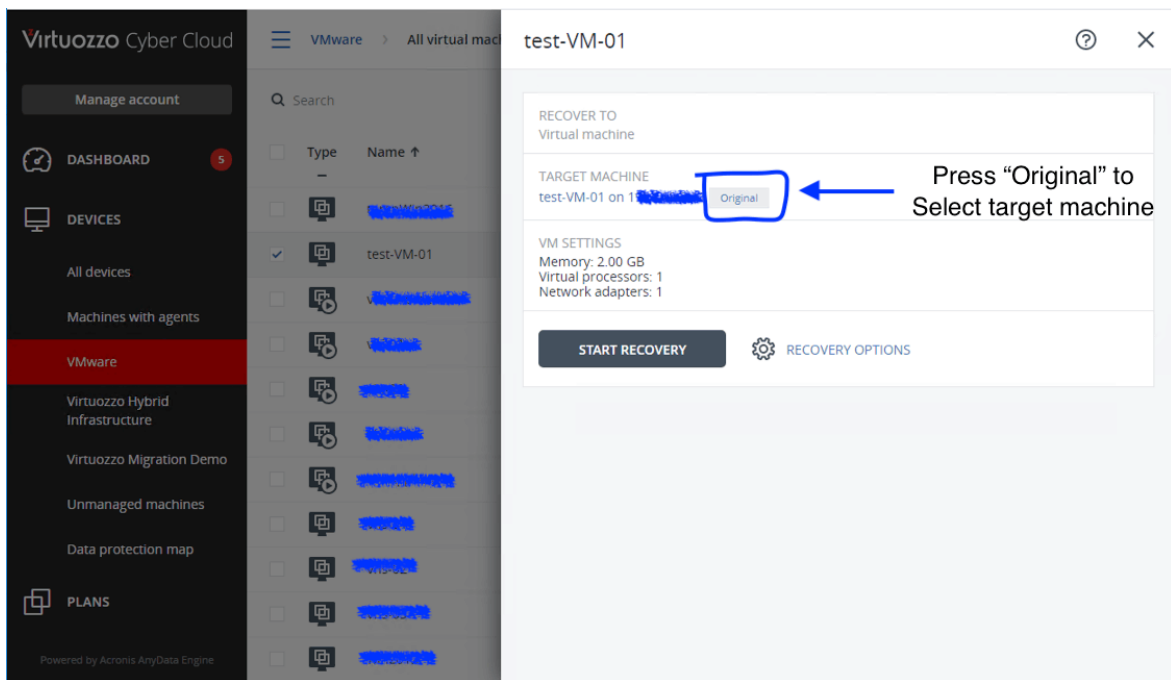 Virtuozzo Cyber Cloud
Manage account
DASHBOARD
5
DEVICES
All devices
Machines with agents
VMware
Virtuozzo Hybrid
Infrastructure
Virtuozzo Migration Demo
Unmanaged machines
Data protection map
PLANS
Powered by Acronis AnyData Engine
VMware > All virtual mac
Search
Type Name ↑
test-VM-01
test-VM-01
RECOVER TO
Virtual machine
TARGET MACHINE
test-VM-01 on 1
Original
VM SETTINGS
Memory: 2.00 GB
Virtual processors: 1
Network adapters: 1
START RECOVERY
RECOVERY OPTIONS
Press “Original” to
Select target machine